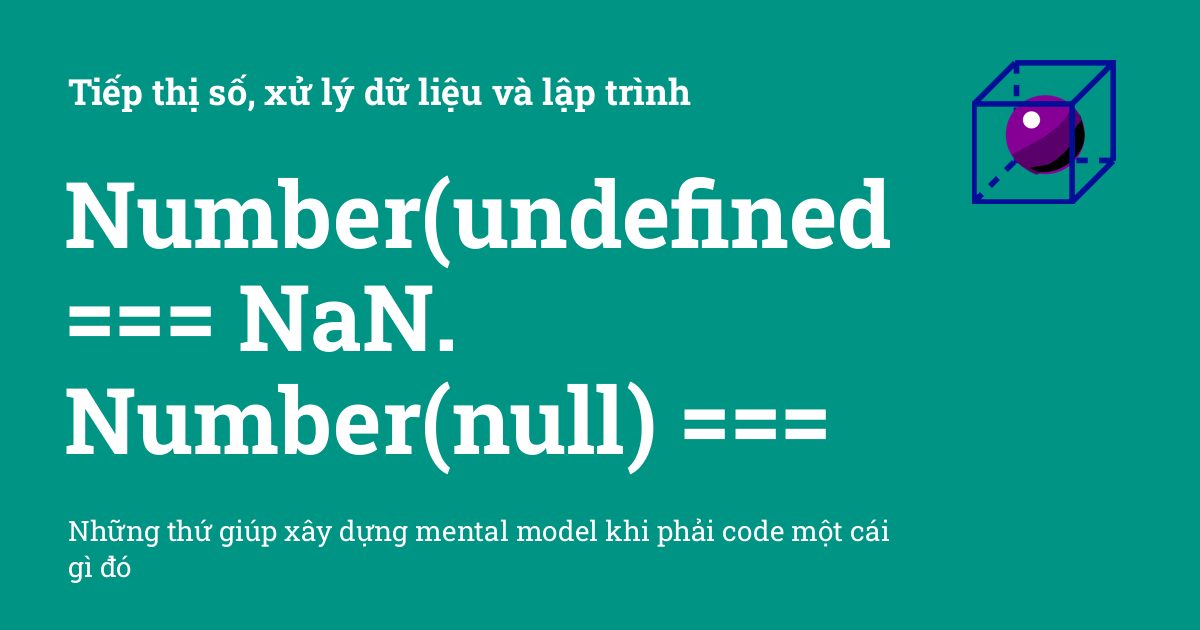 Tiếp thị số, xử lý dữ liệu và lập trình
Number(undefined
=== NaN.
Number(null) ===
Những thứ giúp xây dựng mental model khi phải code một cái
gì đó